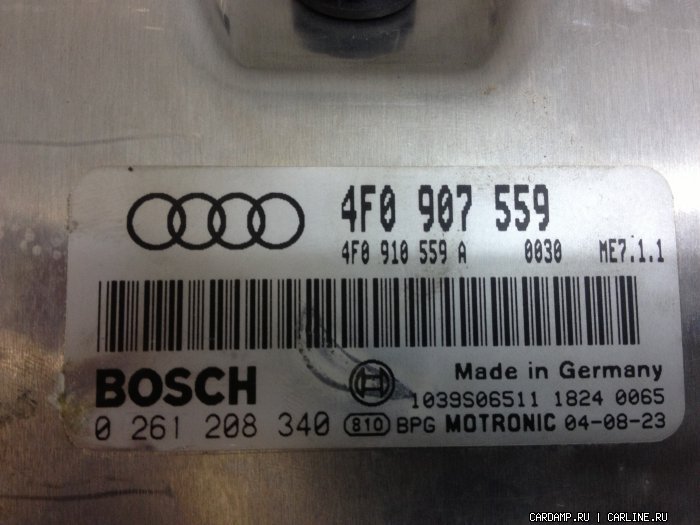 4F0 907 559
4F0 910 559 A 0030 ME7.1.1
BOSCH
Made in Germany
1039S06511 1824 0065
0 261 208 340 810 BPG MOTRONIC 04-08-23
CARDAMP.RU | CARLINE.RU